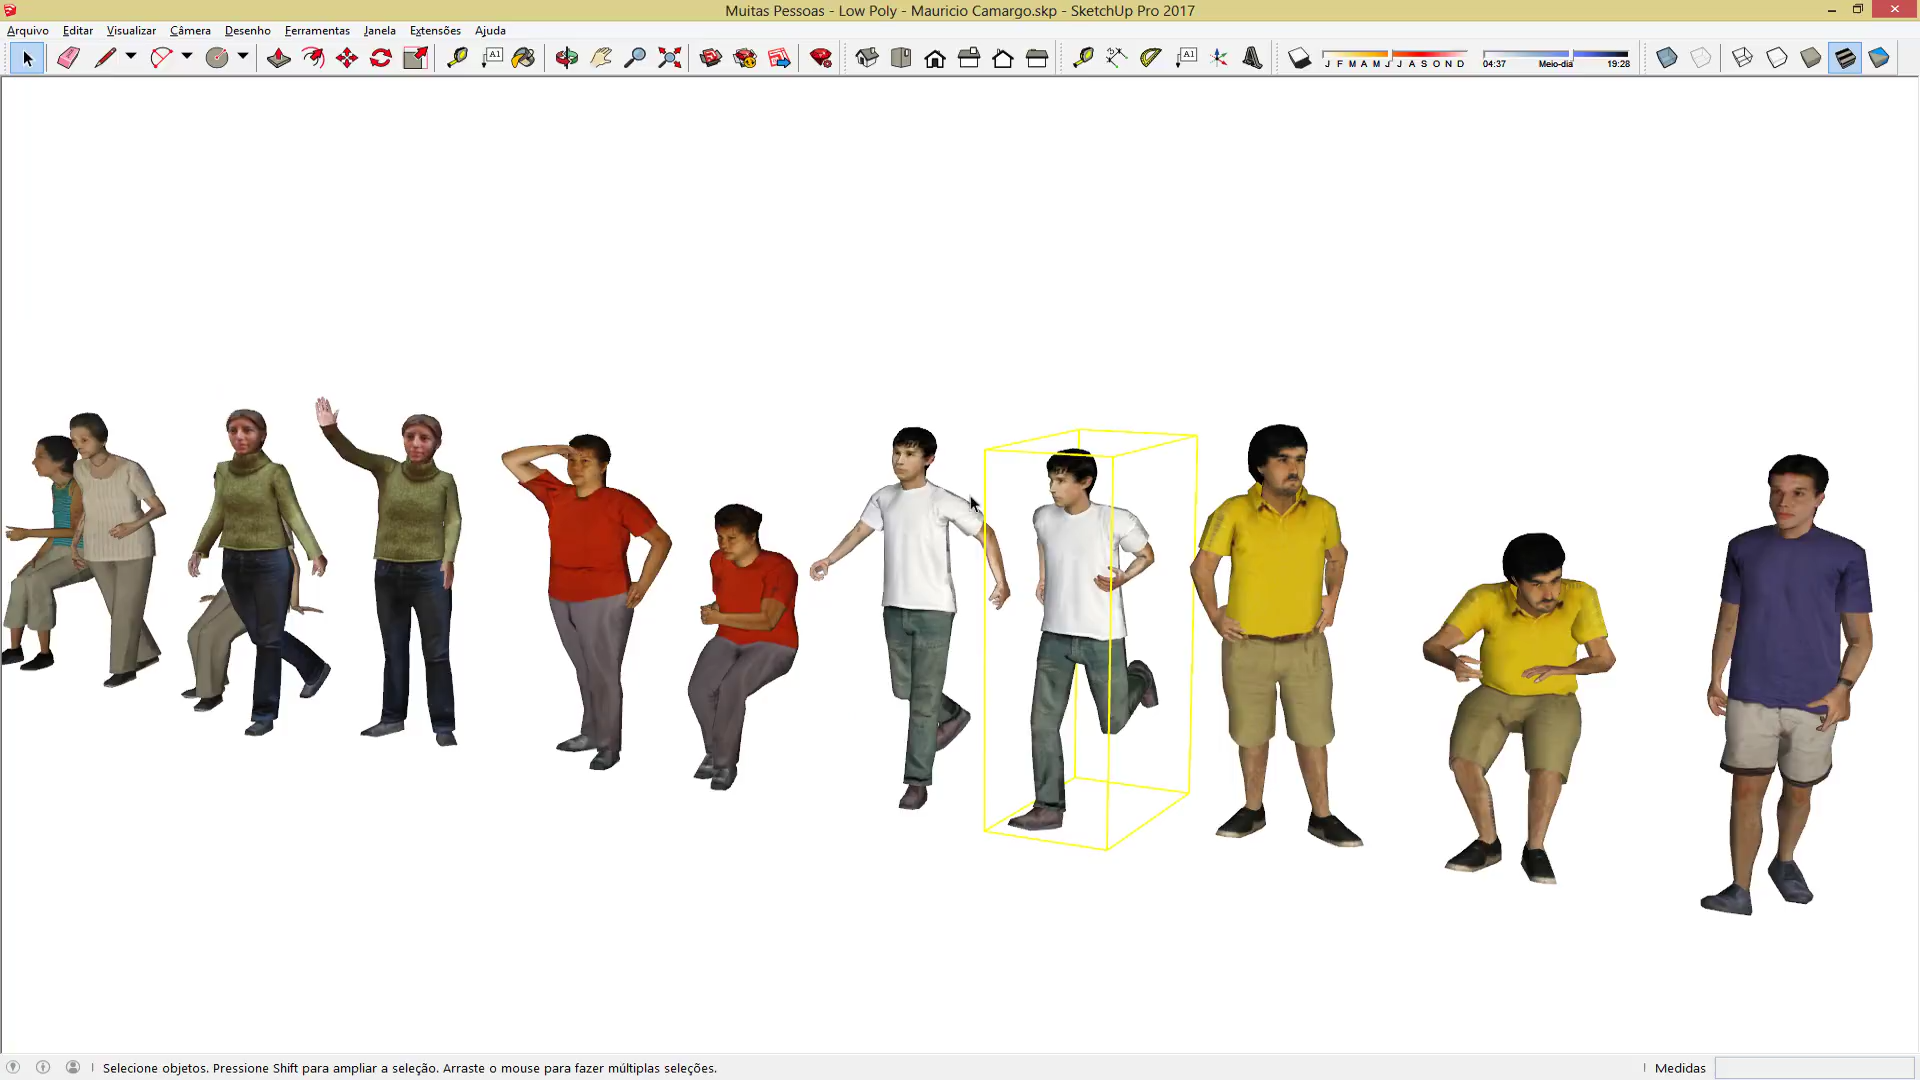 Muitas Pessoas - Low Poly - Mauricio Camargo.skp - SketchUp Pro 2017
Arquivo Editar Visualizar Câmera Desenho Ferramentas Janela Extensões Ajuda
A1 A1 J F M A M J J A S O N D 04:37 Meio-dia 19:28
Selecione objetos. Pressione Shift para ampliar a seleção. Arraste o mouse para fazer múltiplas seleções. Medidas